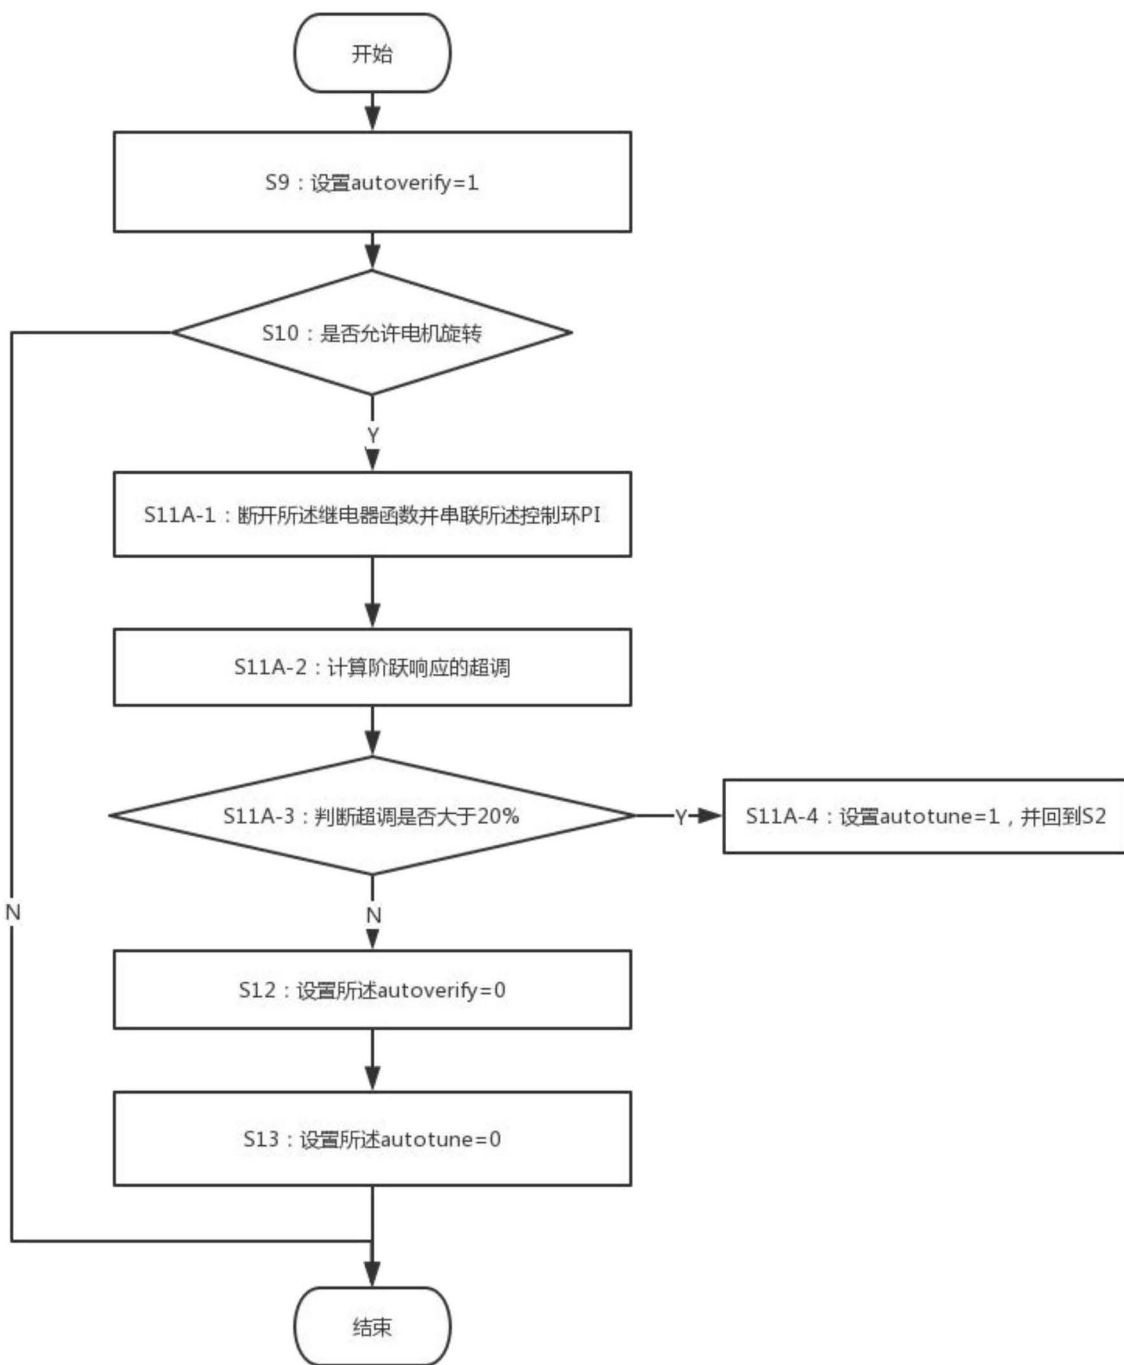 开始
S9：设置autoverify=1
S10：是否允许电机旋转
Y
S11A-1：断开所述继电器函数并串联所述控制环PI
S11A-2：计算阶跃响应的超调
S11A-3：判断超调是否大于20%
Y
S11A-4：设置autotune=1，并回到S2
N
N
S12：设置所述autoverify=0
S13：设置所述autotune=0
结束